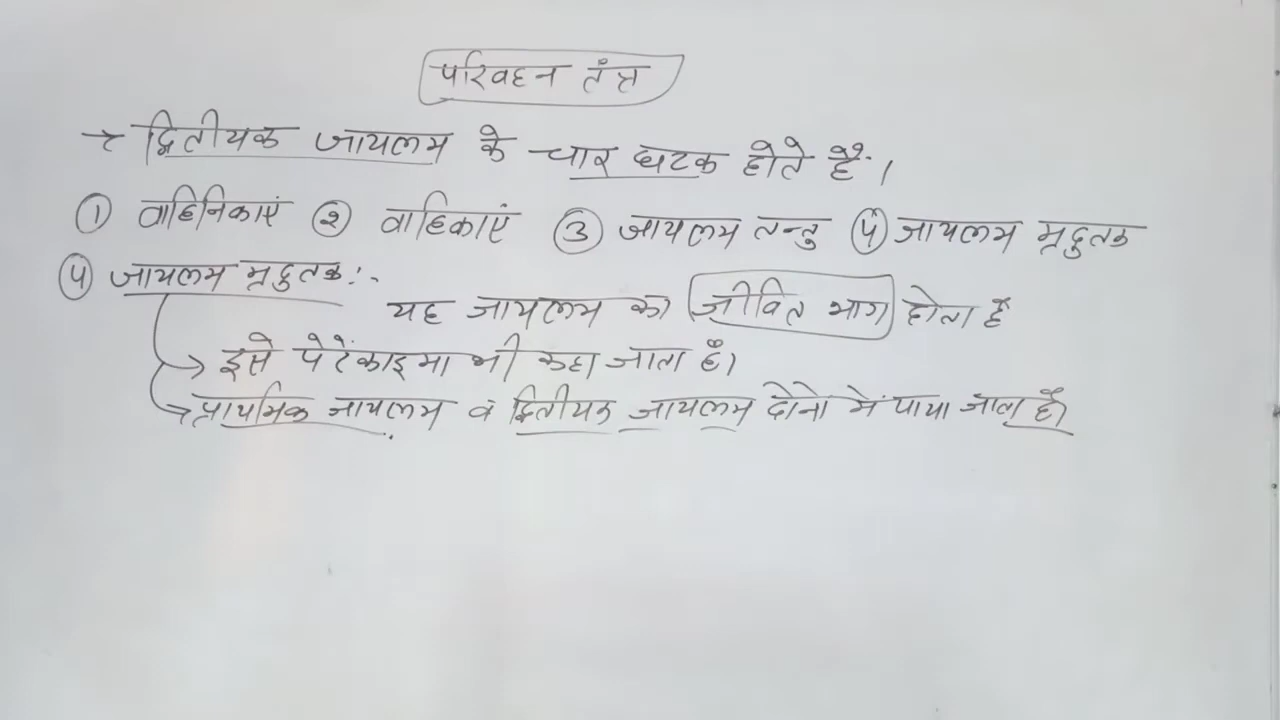 परिवहन तंत्र
→ द्वितीयक जायलम के चार घटक होते हैं।
① वाहिनिकाएं ② वाहिकाएं ③ जायलम तन्तु ④ जायलम मृदुतक
④ जायलम मृदुतक:-
यह जायलम का जीवित भाग होता है
→ इसे पेरेंकाइमा भी कहा जाता है।
→ प्राथमिक जायलम व द्वितीयक जायलम दोनो में पाया जाता है।